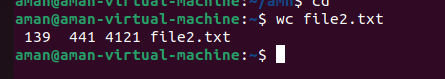 aman@aman-virtual-machine:~/amn$ cd
aman@aman-virtual-machine:~$ wc file2.txt
 139  441 4121 file2.txt
aman@aman-virtual-machine:~$